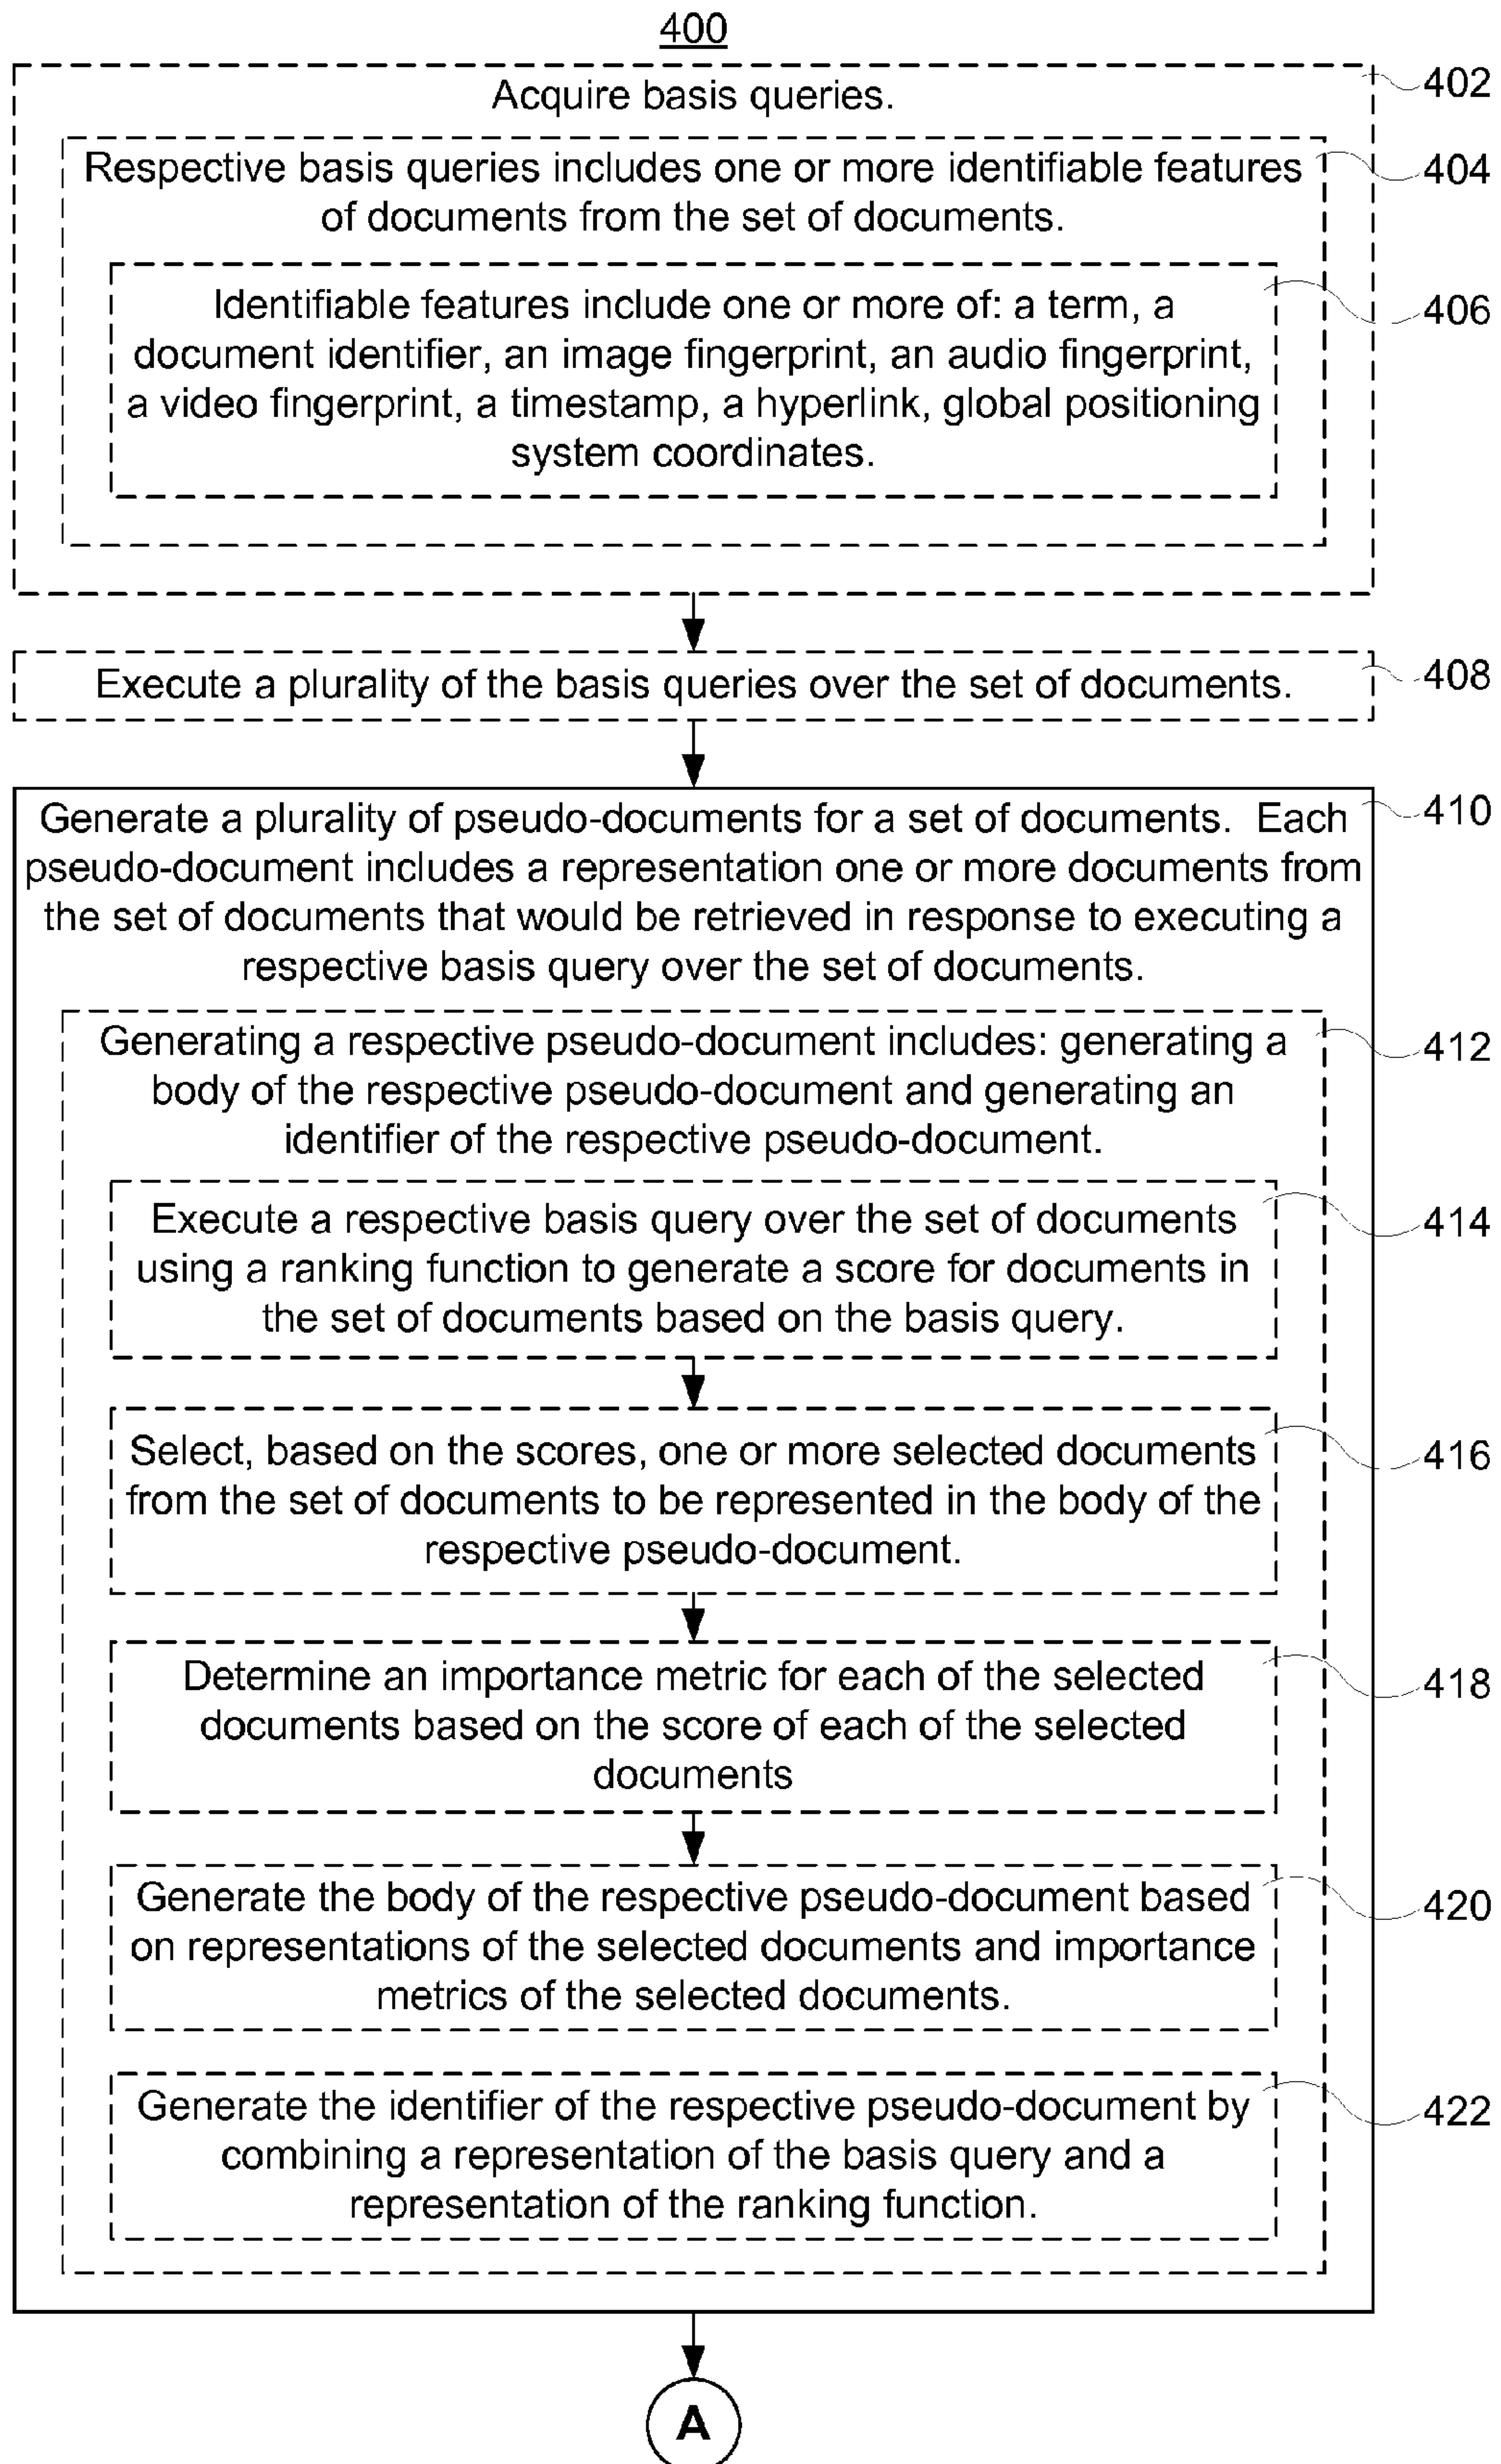 400
Acquire basis queries.
402
Respective basis queries includes one or more identifiable features
of documents from the set of documents.
404
Identifiable features include one or more of: a term, a
document identifier, an image fingerprint, an audio fingerprint,
a video fingerprint, a timestamp, a hyperlink, global positioning
system coordinates.
406
Execute a plurality of the basis queries over the set of documents.
408
Generate a plurality of pseudo-documents for a set of documents. Each
pseudo-document includes a representation one or more documents from
the set of documents that would be retrieved in response to executing a
respective basis query over the set of documents.
410
Generating a respective pseudo-document includes: generating a
body of the respective pseudo-document and generating an
identifier of the respective pseudo-document.
412
Execute a respective basis query over the set of documents
using a ranking function to generate a score for documents in
the set of documents based on the basis query.
414
Select, based on the scores, one or more selected documents
from the set of documents to be represented in the body of the
respective pseudo-document.
416
Determine an importance metric for each of the selected
documents based on the score of each of the selected
documents
418
Generate the body of the respective pseudo-document based
on representations of the selected documents and importance
metrics of the selected documents.
420
Generate the identifier of the respective pseudo-document by
combining a representation of the basis query and a
representation of the ranking function.
422
A